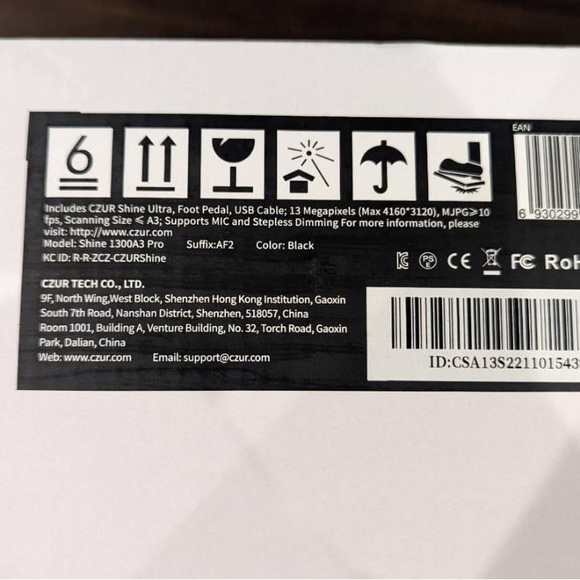 6
EAN
6 930299
Includes CZUR Shine Ultra, Foot Pedal, USB Cable; 13 Megapixels (Max 4160*3120), MJPG⩾10
fps, Scanning Size ⩽ A3; Supports MIC and Stepless Dimming For more information, please
visit: http://www.czur.com
Model: Shine 1300A3 Pro Suffix:AF2 Color: Black
KC ID: R-R-ZCZ-CZURShine
PS E CE FC RoH
CZUR TECH CO., LTD.
9F, North Wing,West Block, Shenzhen Hong Kong Institution, Gaoxin
South 7th Road, Nanshan District, Shenzhen, 518057, China
Room 1001, Building A, Venture Building, No. 32, Torch Road, Gaoxin
Park, Dalian, China
Web: www.czur.com Email: support@czur.com
ID:CSA13S221101543